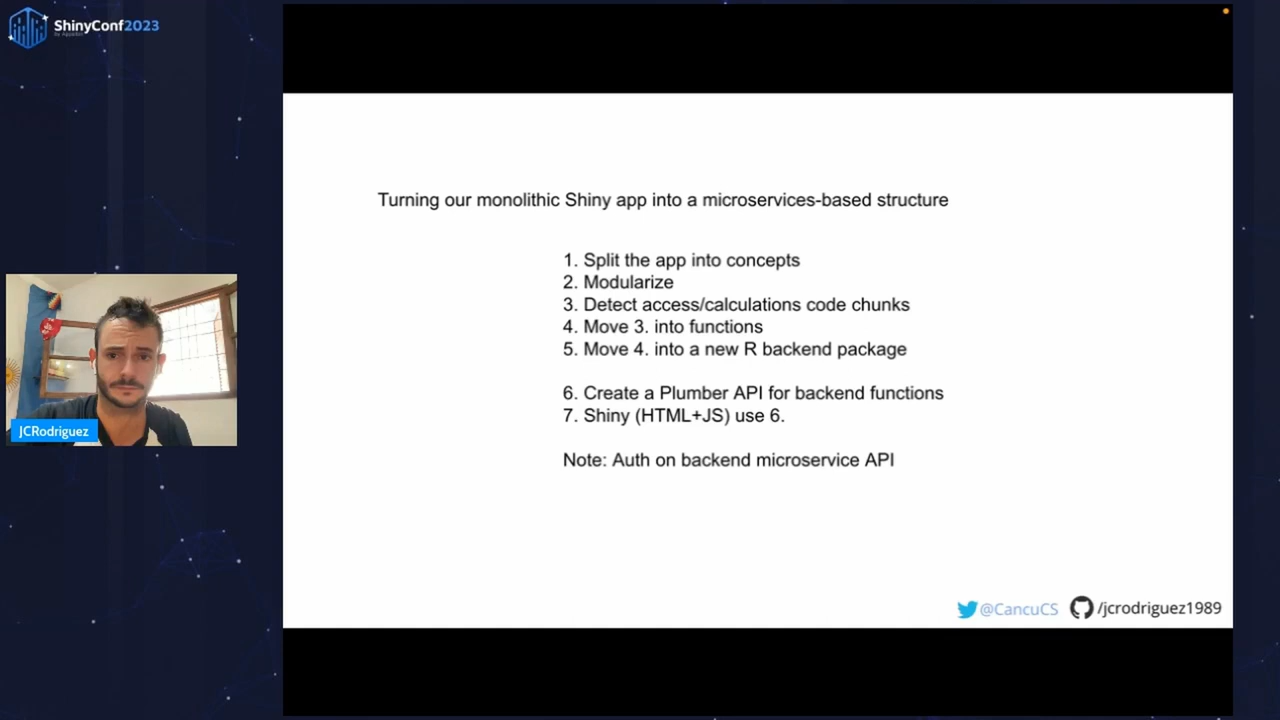 ShinyConf2023
by Appsilon
Turning our monolithic Shiny app into a microservices-based structure
1. Split the app into concepts
2. Modularize
3. Detect access/calculations code chunks
4. Move 3. into functions
5. Move 4. into a new R backend package
6. Create a Plumber API for backend functions
7. Shiny (HTML+JS) use 6.
Note: Auth on backend microservice API
JCRodriguez
@CancuCS /jcrodriguez1989